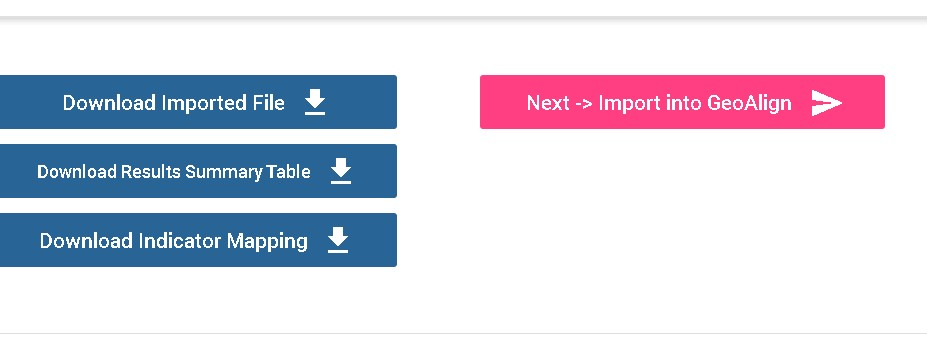 Download Imported File
Next -> Import into GeoAlign
Download Results Summary Table
Download Indicator Mapping